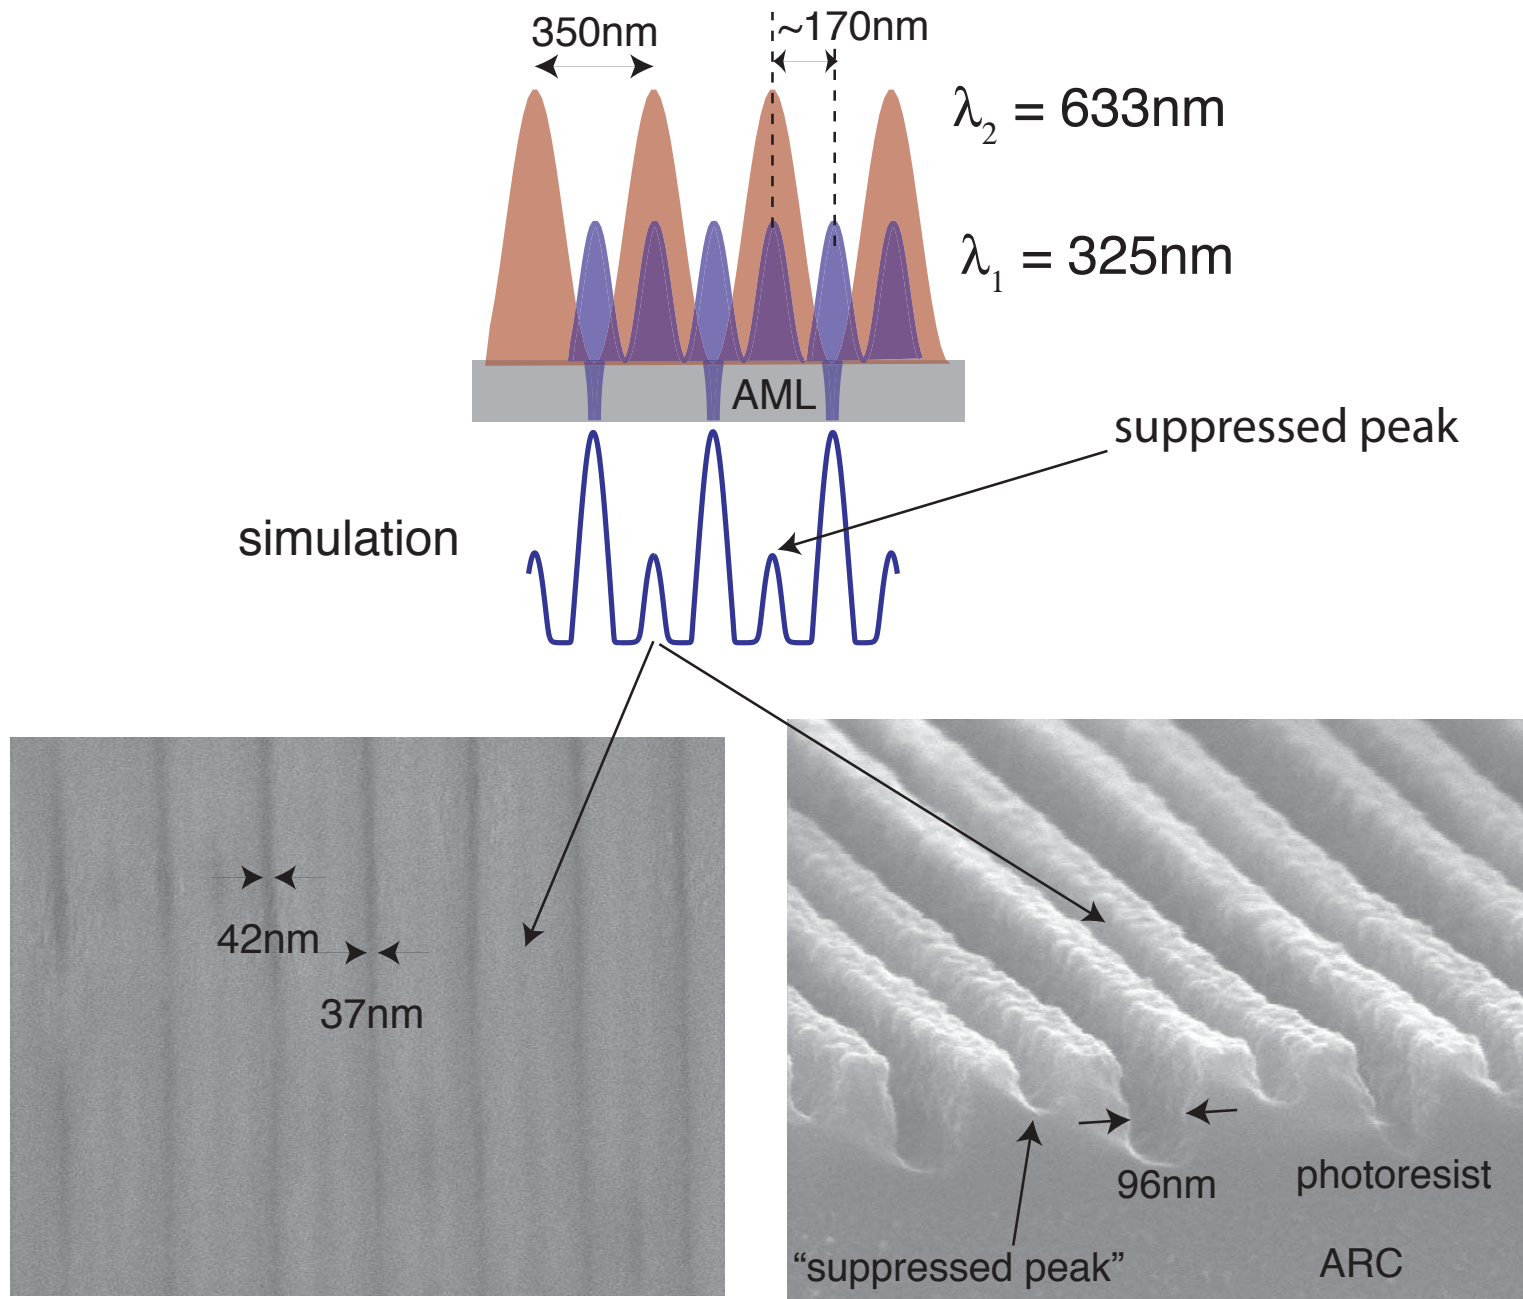 350nm
~170nm
λ2 = 633nm
λ1 = 325nm
AML
suppressed peak
simulation
42nm
37nm
96nm
photoresist
“suppressed peak”
ARC